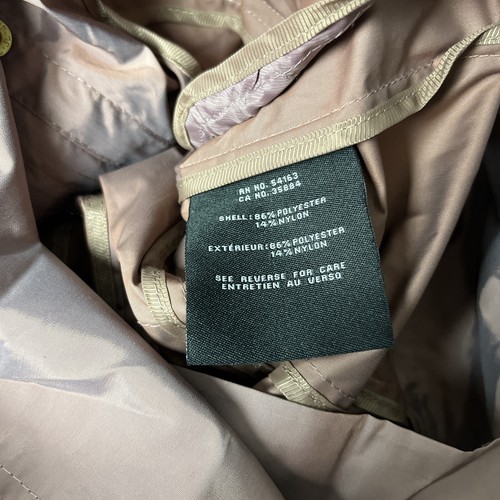 RN NO. 54163
CA NO. 35884
SHELL: 86% POLYESTER
14% NYLON
EXTÉRIEUR: 86% POLYESTER
14% NYLON
SEE REVERSE FOR CARE
ENTRETIEN AU VERSO